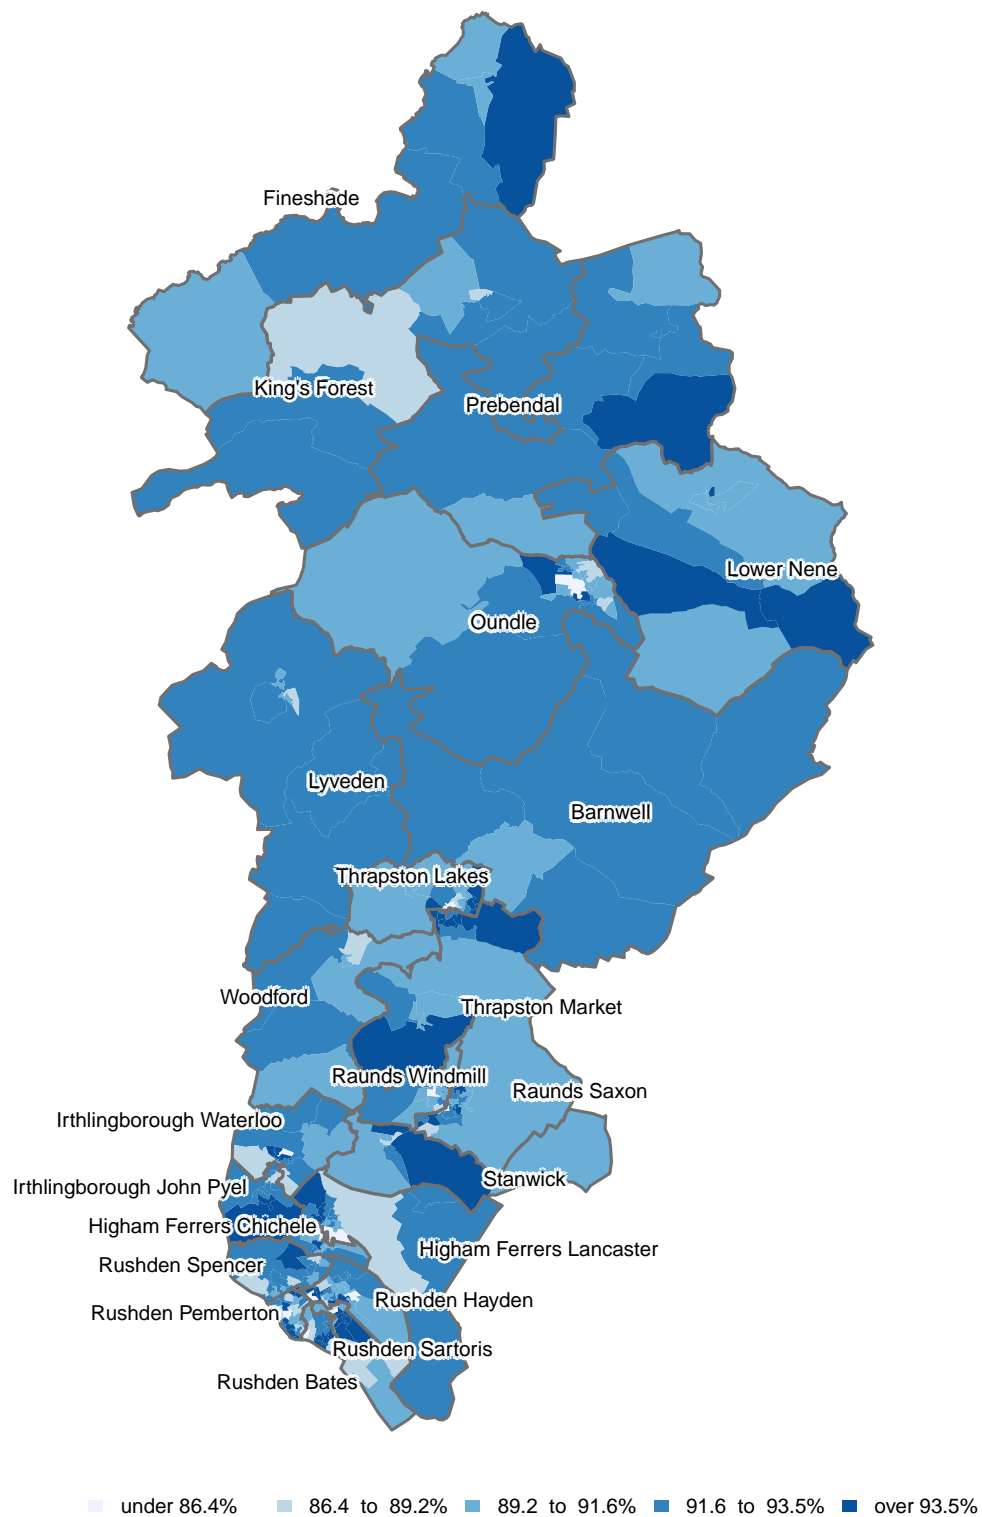 Fineshade
King's Forest
Prebendal
Lower Nene
Oundle
Lyveden
Barnwell
Thrapston Lakes
Woodford
Thrapston Market
Raunds Windmill
Raunds Saxon
Irthlingborough Waterloo
Stanwick
Irthlingborough John Pyel
Higham Ferrers Chichele
Higham Ferrers Lancaster
Rushden Spencer
Rushden Hayden
Rushden Pemberton
Rushden Sartoris
Rushden Bates
under 86.4% 86.4 to 89.2% 89.2 to 91.6% 91.6 to 93.5% over 93.5%